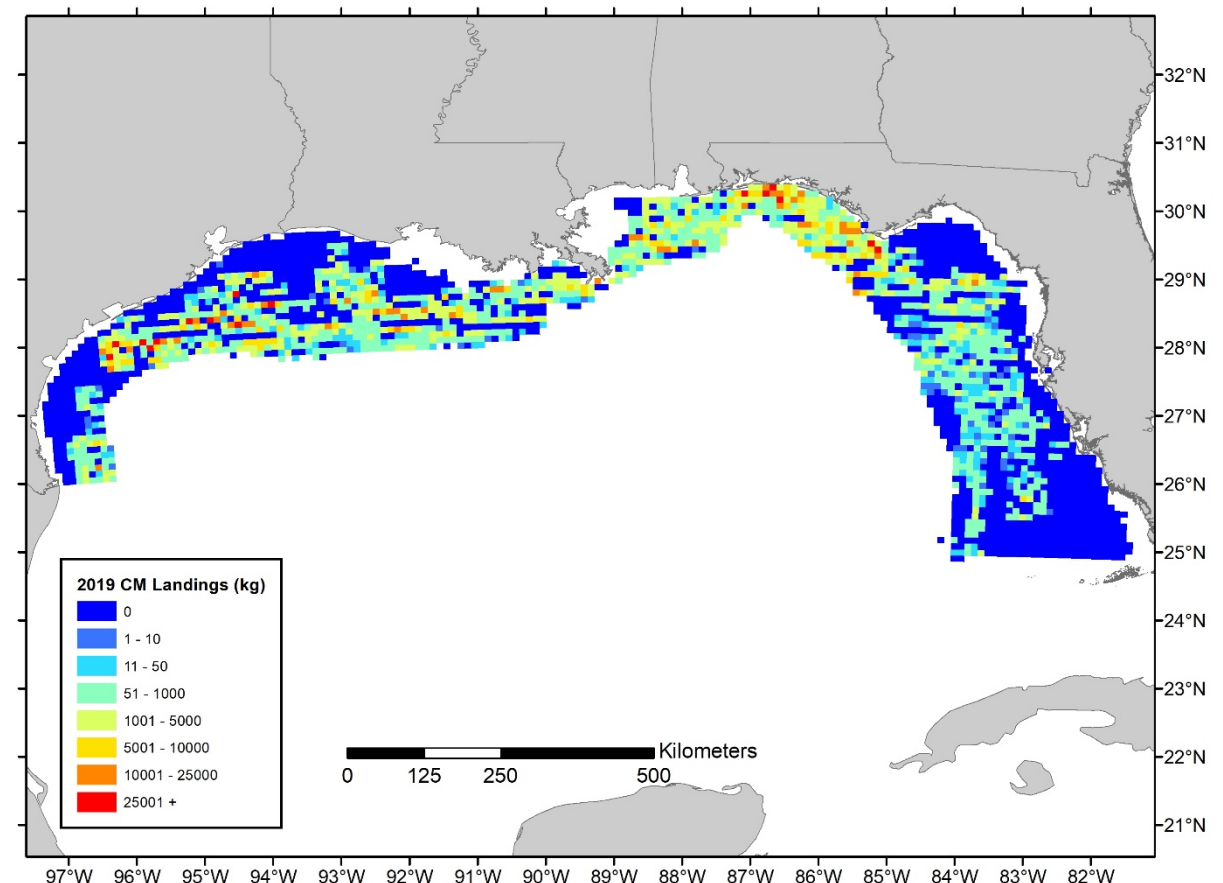 32°N
31°N
30°N
29°N
28°N
27°N
26°N
25°N
24°N
23°N
22°N
21°N
2019 CM Landings (kg)
0
1 - 10
11 - 50
51 - 1000
1001 - 5000
5001 - 10000
10001 - 25000
25001 +
Kilometers
0 125 250 500
97°W 96°W 95°W 94°W 93°W 92°W 91°W 90°W 89°W 88°W 87°W 86°W 85°W 84°W 83°W 82°W